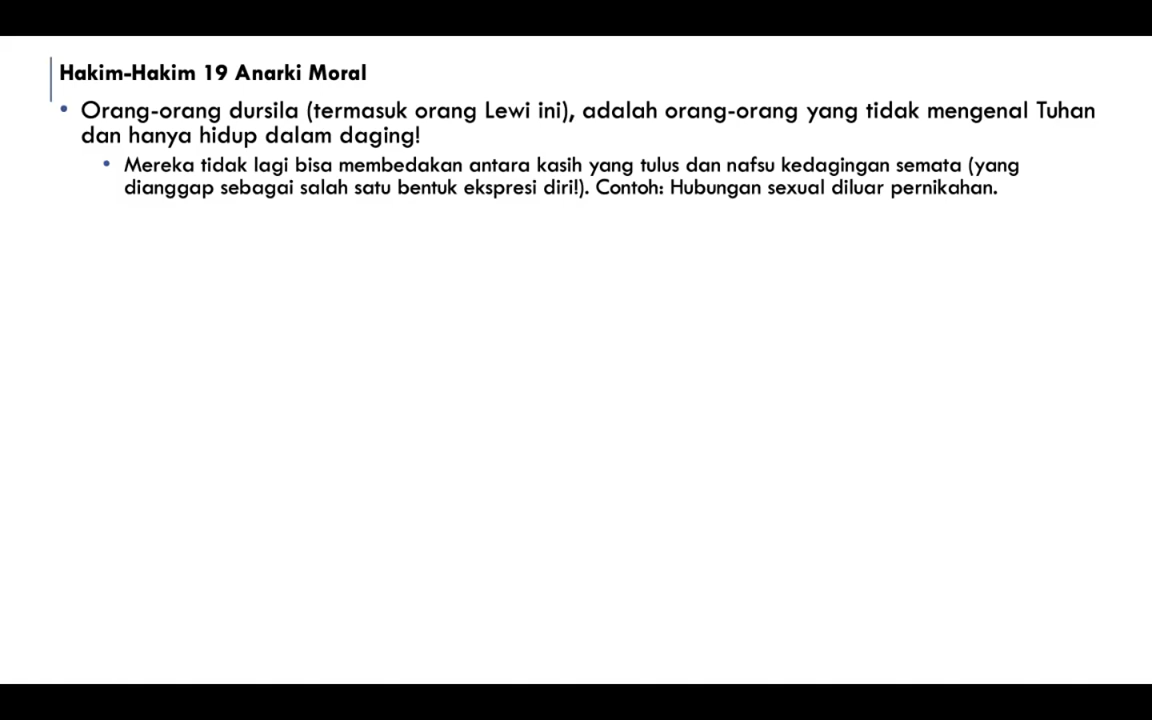 Hakim-Hakim 19 Anarki Moral
• Orang-orang dursila (termasuk orang Lewi ini), adalah orang-orang yang tidak mengenal Tuhan
dan hanya hidup dalam daging!
• Mereka tidak lagi bisa membedakan antara kasih yang tulus dan nafsu kedagingan semata (yang
dianggap sebagai salah satu bentuk ekspresi diri!). Contoh: Hubungan sexual diluar pernikahan.